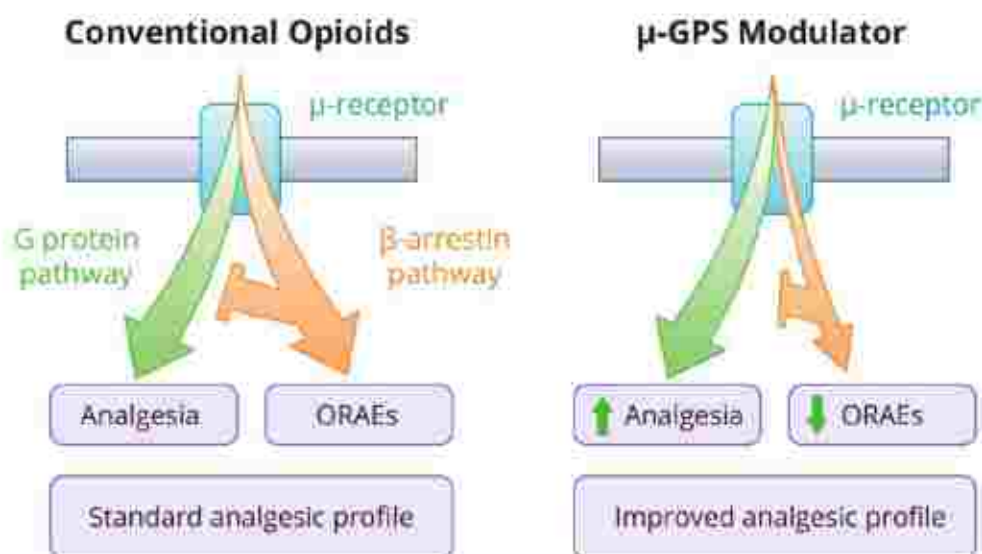 Conventional Opioids
μ-receptor
G protein
pathway
β-arrestin
pathway
Analgesia
ORAEs
Standard analgesic profile
μ-GPS Modulator
μ-receptor
Analgesia
ORAEs
Improved analgesic profile